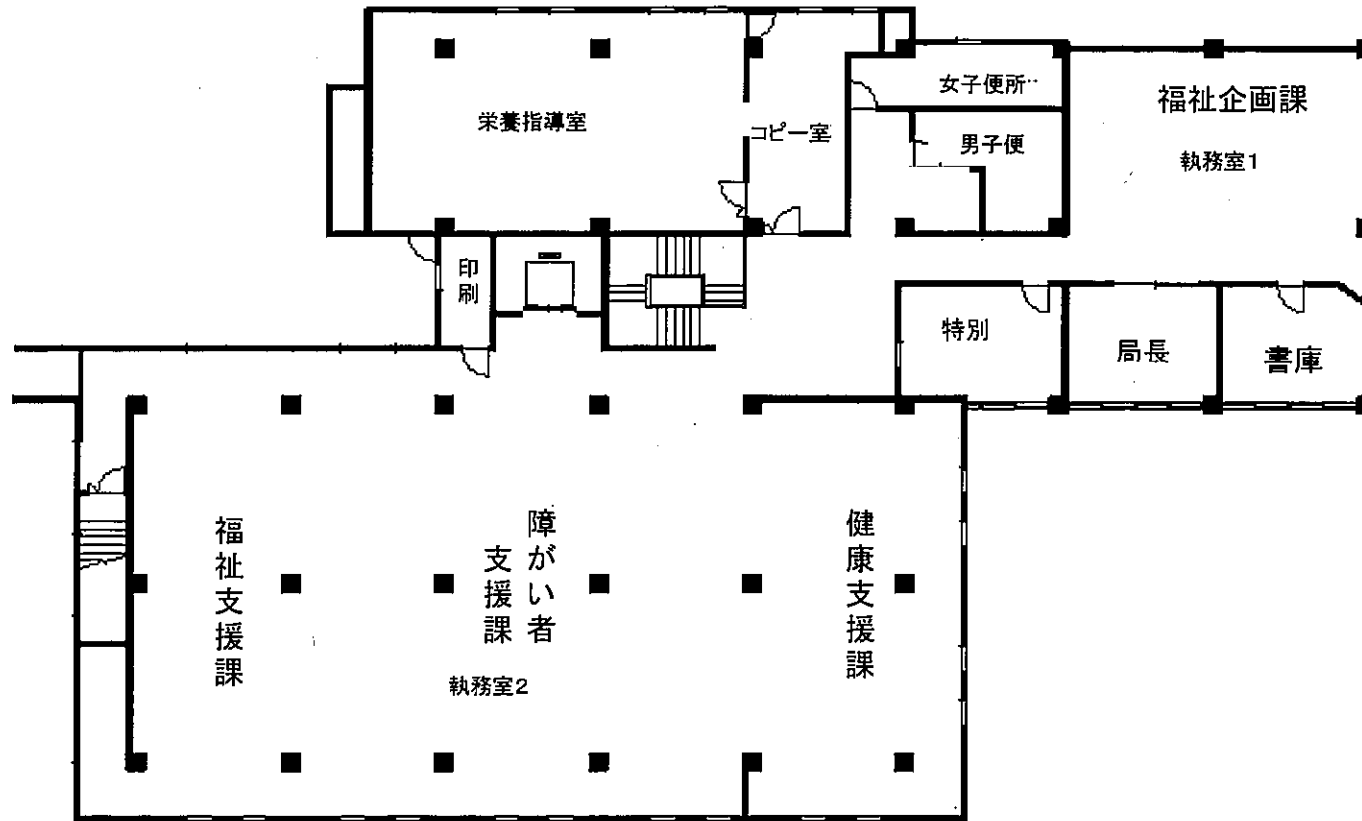 女子便所
福祉企画課
栄養指導室
コピー室
男子便
執務室1
印刷
特別
局長
書庫
福祉支援課
障がい者
支援課
健康支援課
執務室2